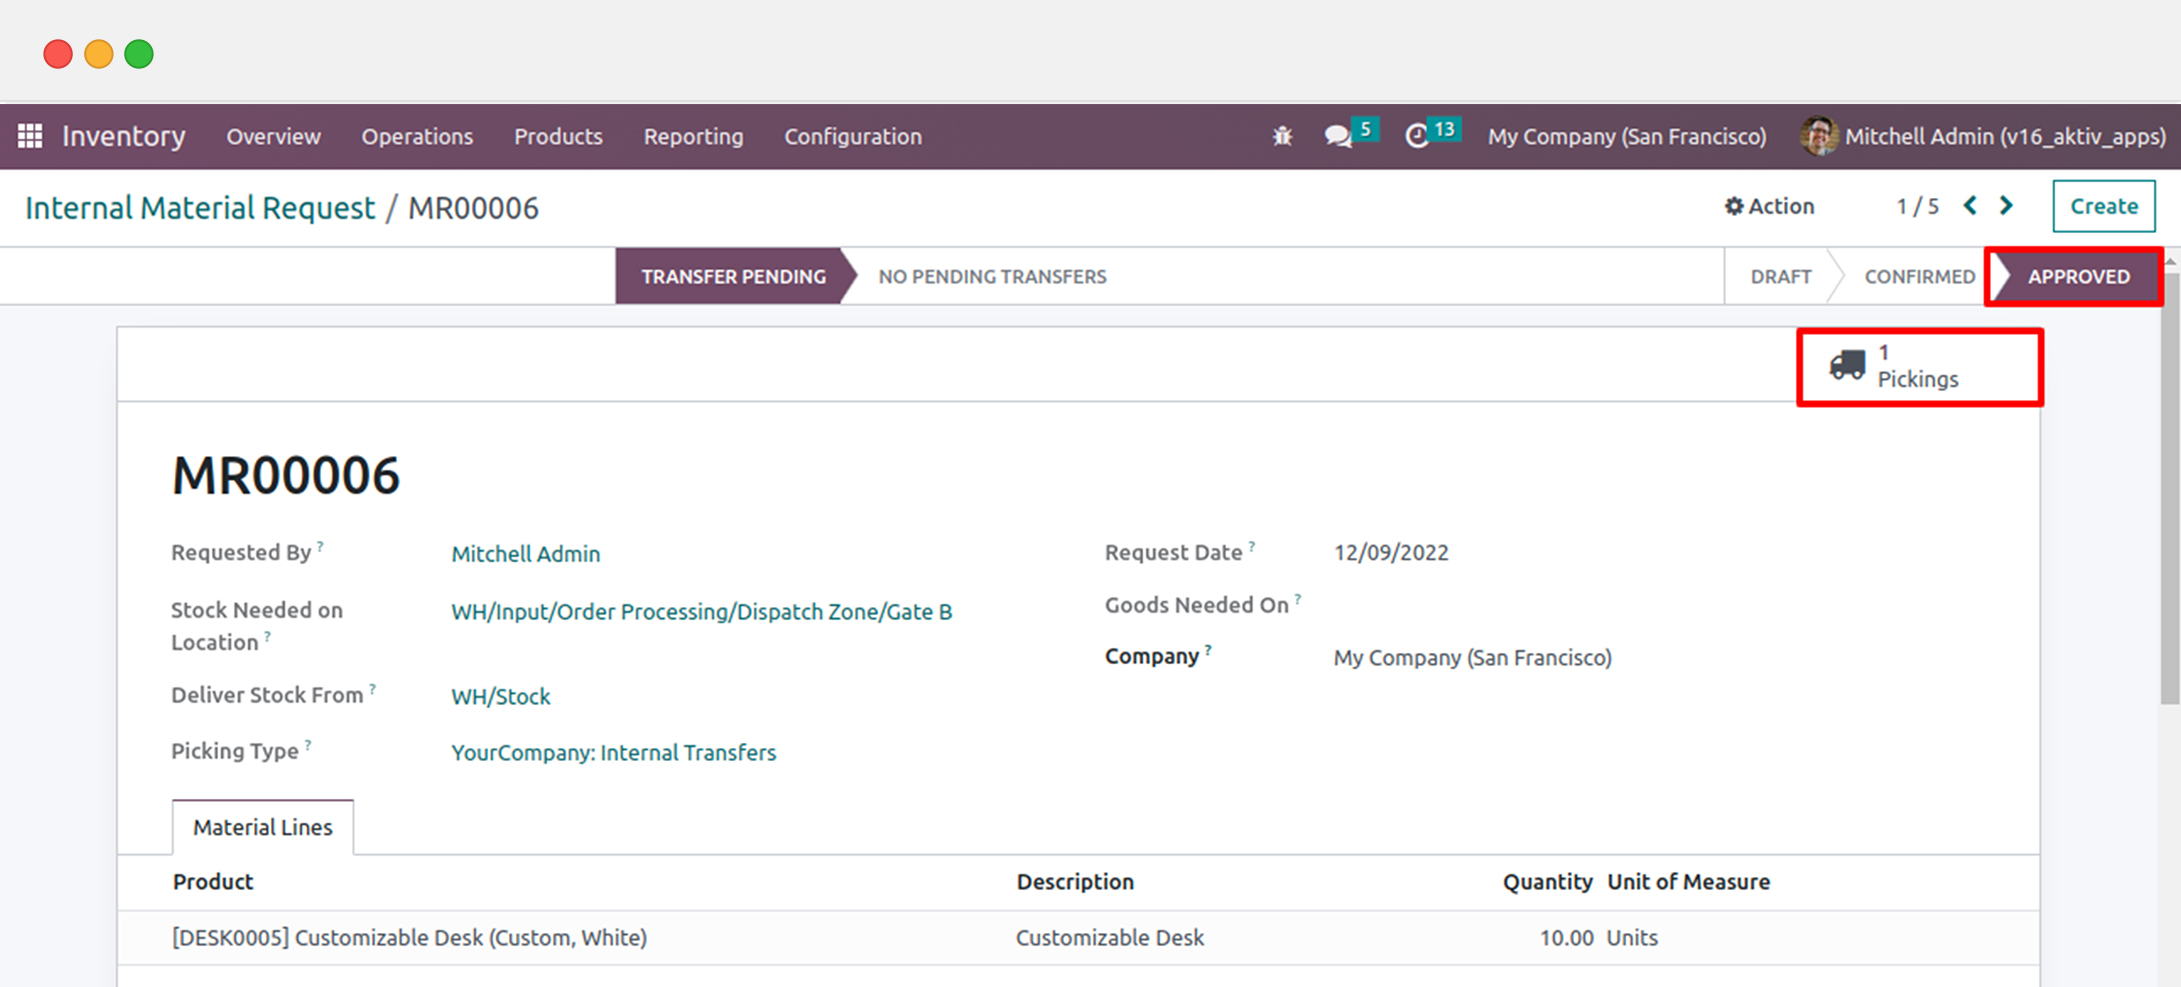 Inventory Overview Operations Products Reporting Configuration 5 13 My Company (San Francisco) Mitchell Admin (v16_aktiv_apps)
Internal Material Request / MR00006 Action 1 / 5 Create
TRANSFER PENDING NO PENDING TRANSFERS DRAFT CONFIRMED APPROVED
1
Pickings
MR00006
Requested By ? Mitchell Admin
Request Date ? 12/09/2022
Stock Needed on
Location ? WH/Input/Order Processing/Dispatch Zone/Gate B
Goods Needed On ?
Company ? My Company (San Francisco)
Deliver Stock From ? WH/Stock
Picking Type ? YourCompany: Internal Transfers
Material Lines
Product Description Quantity Unit of Measure
[DESK0005] Customizable Desk (Custom, White) Customizable Desk 10.00 Units